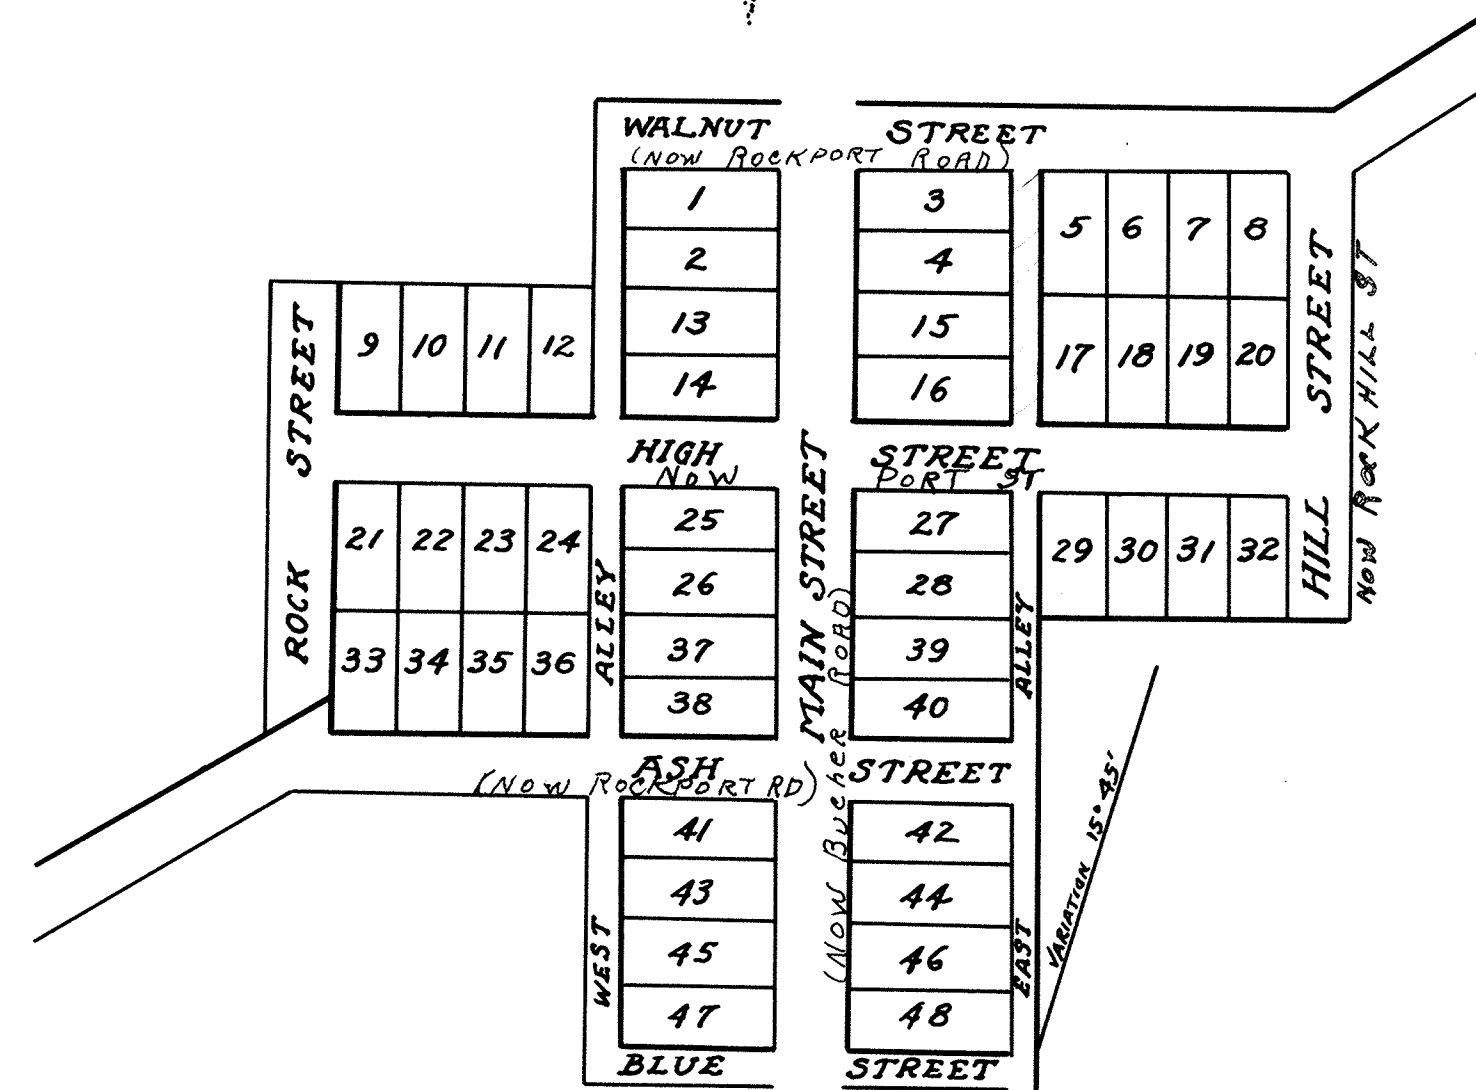 WALNUT STREET
(NOW ROCKPORT ROAD)
1 3 5 6 7 8
2 4
9 10 11 12 13 15 17 18 19 20
14 16
ROCK STREET
HILL STREET
NOW ROCK HILL ST
HIGH STREET
NOW PORT ST
MAIN STREET
(NOW Bucher ROAD)
21 22 23 24 25 27 29 30 31 32
26 28
33 34 35 36 37 39
38 40
WEST ALLEY
EAST ALLEY
ASH STREET
(NOW ROCKPORT RD)
41 42
43 44
45 46
47 48
VARIATION 15° 45'
BLUE STREET